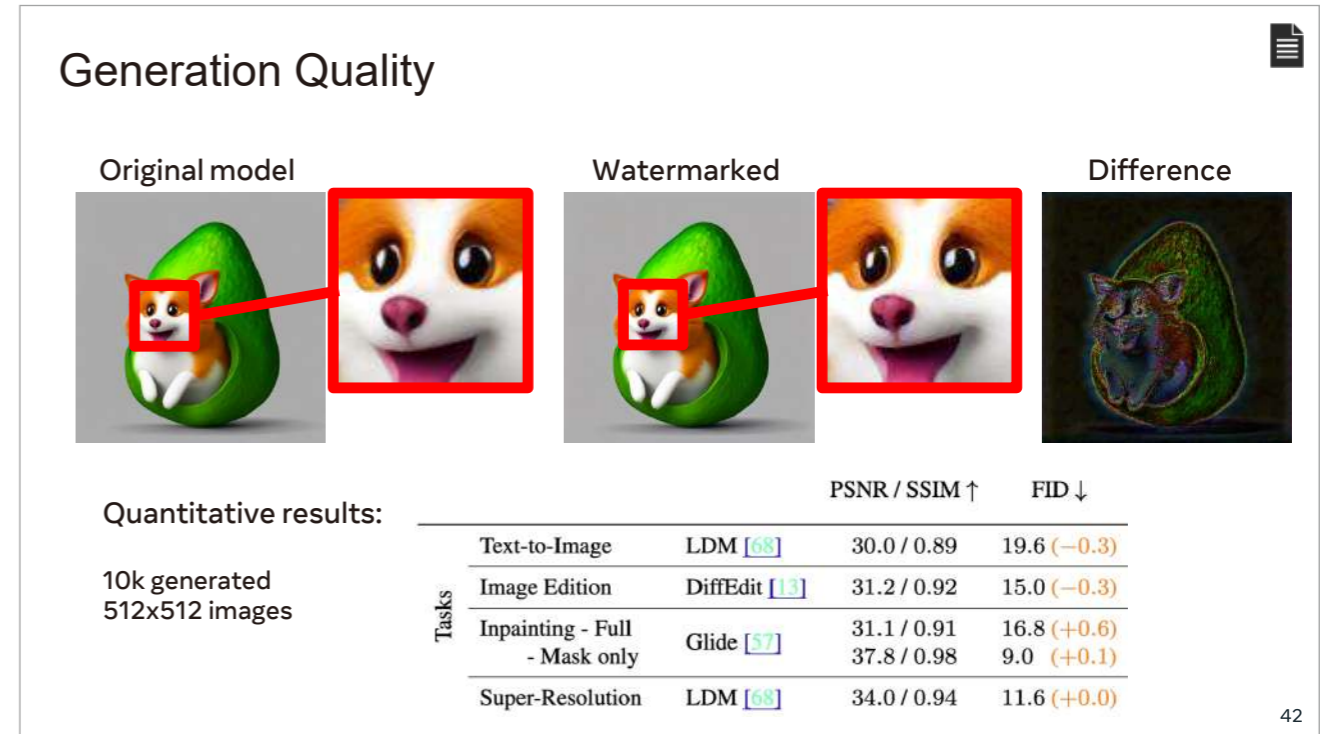 Generation Quality
Original model
Watermarked
Difference
Quantitative results:
10k generated
512x512 images
PSNR / SSIM ↑ FID ↓
Tasks
Text-to-Image LDM [68] 30.0 / 0.89 19.6 (−0.3)
Image Edition DiffEdit [13] 31.2 / 0.92 15.0 (−0.3)
Inpainting - Full Glide [57] 31.1 / 0.91 16.8 (+0.6)
- Mask only 37.8 / 0.98 9.0 (+0.1)
Super-Resolution LDM [68] 34.0 / 0.94 11.6 (+0.0)
42